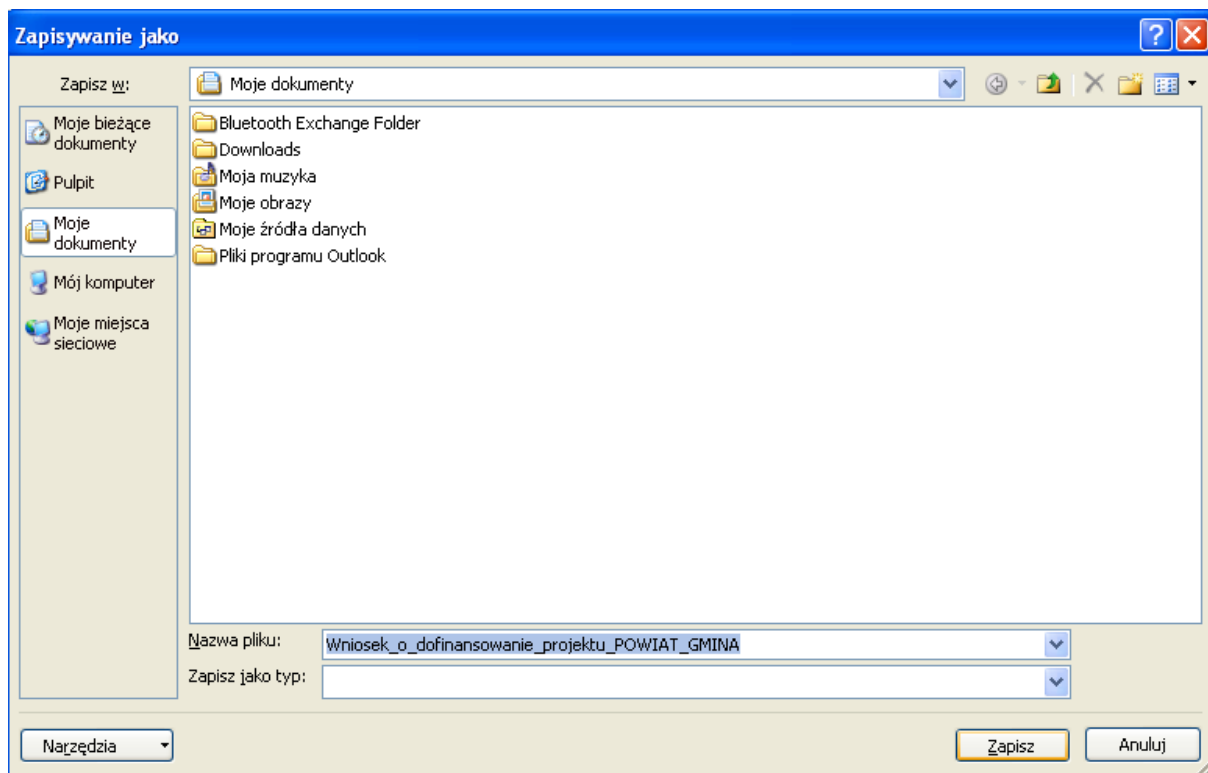 Zapisywanie jako
Zapisz w:
Moje dokumenty
Moje bieżące
dokumenty
Pulpit
Moje
dokumenty
Mój komputer
Moje miejsca
sieciowe
Bluetooth Exchange Folder
Downloads
Moja muzyka
Moje obrazy
Moje źródła danych
Pliki programu Outlook
Nazwa pliku:
Wniosek_o_dofinansowanie_projektu_POWIAT_GMINA
Zapisz jako typ:
Narzędzia
Zapisz
Anuluj